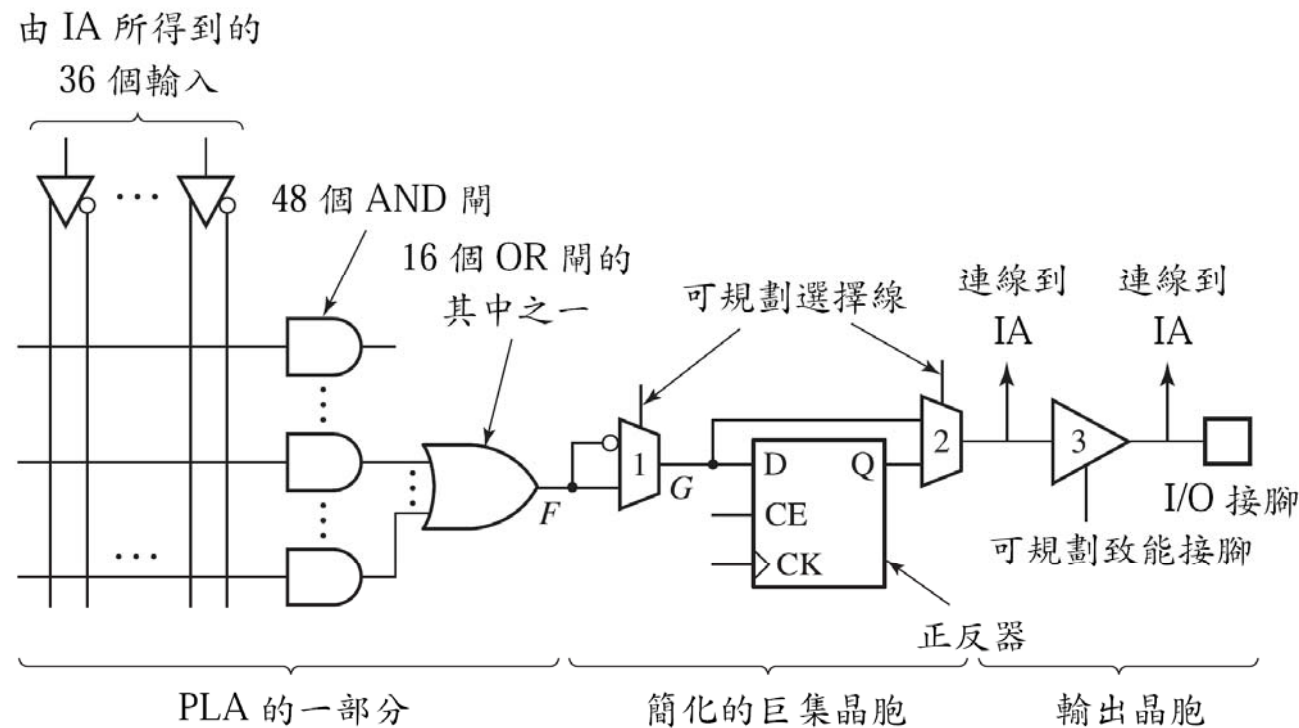 由 IA 所得到的
36 個輸入
48 個 AND 閘
16 個 OR 閘的
其中之一
可規劃選擇線
連線到
IA
連線到
IA
1
2
3
F
G
D
Q
CE
CK
I/O 接腳
可規劃致能接腳
正反器
PLA 的一部分
簡化的巨集晶胞
輸出晶胞